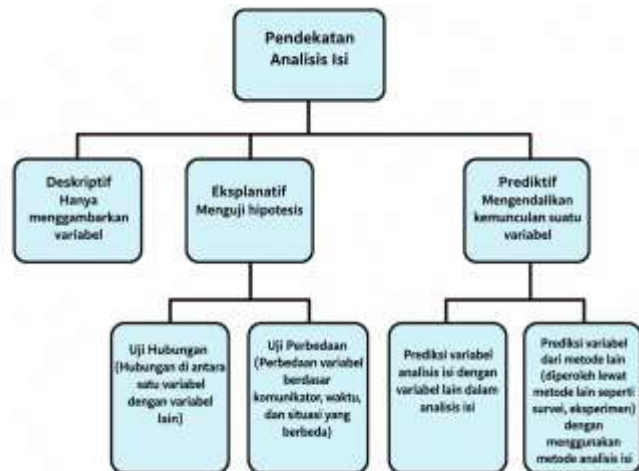 Pendekatan
Analisis Isi
Deskriptif
Hanya
menggambarkan
variabel
Eksplanatif
Menguji hipotesis
Prediktif
Mengendalikan
kemunculan suatu
variabel
Uji Hubungan
(Hubungan di antara
satu variabel
dengan variabel
lain)
Uji Perbedaan
(Perbedaan variabel
berdasar
komunikator, waktu,
dan situasi yang
berbeda)
Prediksi variabel
analisis isi dengan
variabel lain dalam
analisis isi
Prediksi variabel
dari metode lain
(diperoleh lewat
metode lain seperti
survei, eksperimen)
dengan
menggunakan
metode analisis isi